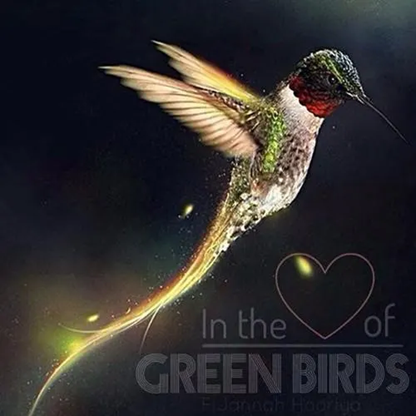 In the of
GREEN BIRDS